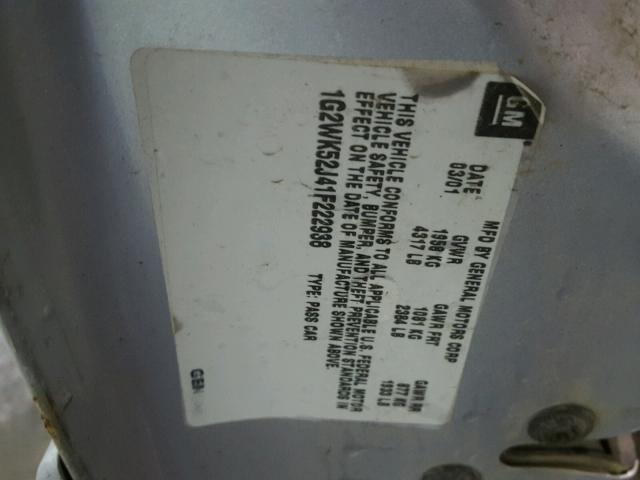 GM
MFD BY GENERAL MOTORS CORP
DATE GVWR GAWR FRT GAWR RR
03/01 1958 KG 1081 KG 877 KG
4317 LB 2384 LB 1933 LB
THIS VEHICLE CONFORMS TO ALL APPLICABLE U.S. FEDERAL MOTOR
VEHICLE SAFETY, BUMPER, AND THEFT PREVENTION STANDARDS IN
EFFECT ON THE DATE OF MANUFACTURE SHOWN ABOVE.
1G2WK52J41F222938 TYPE: PASS CAR